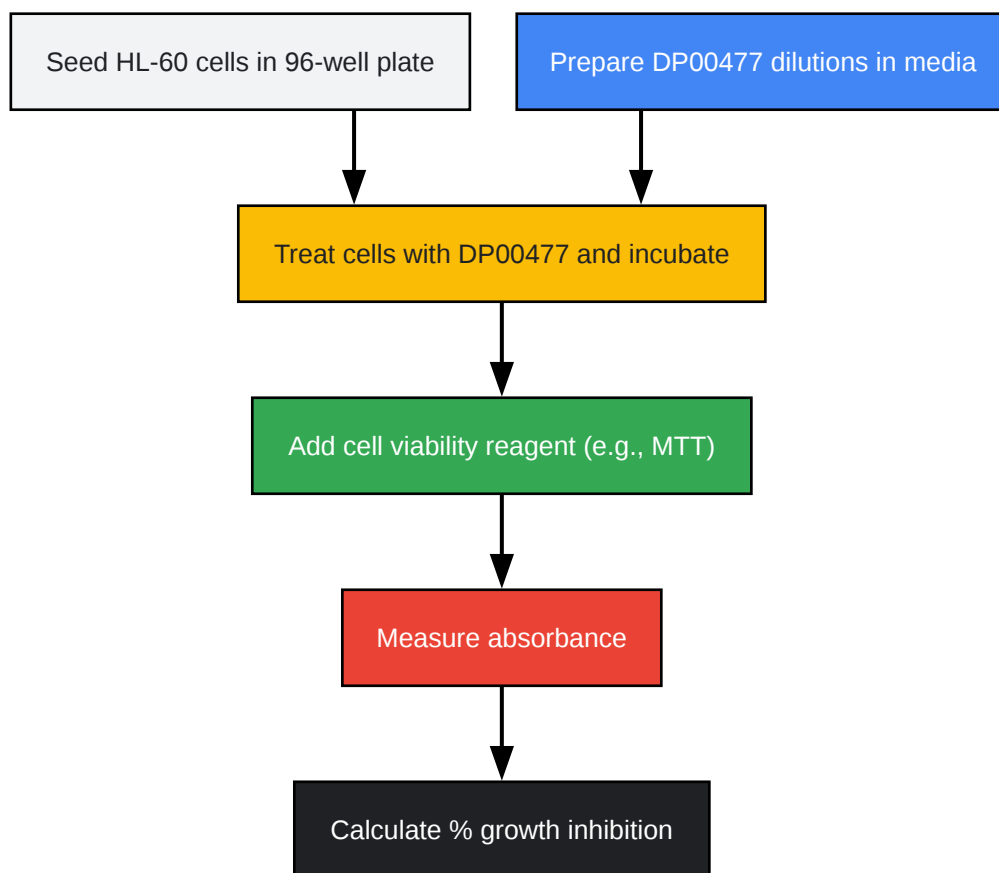 Seed HL-60 cells in 96-well plate
Prepare DP00477 dilutions in media
Treat cells with DP00477 and incubate
Add cell viability reagent (e.g., MTT)
Measure absorbance
Calculate % growth inhibition